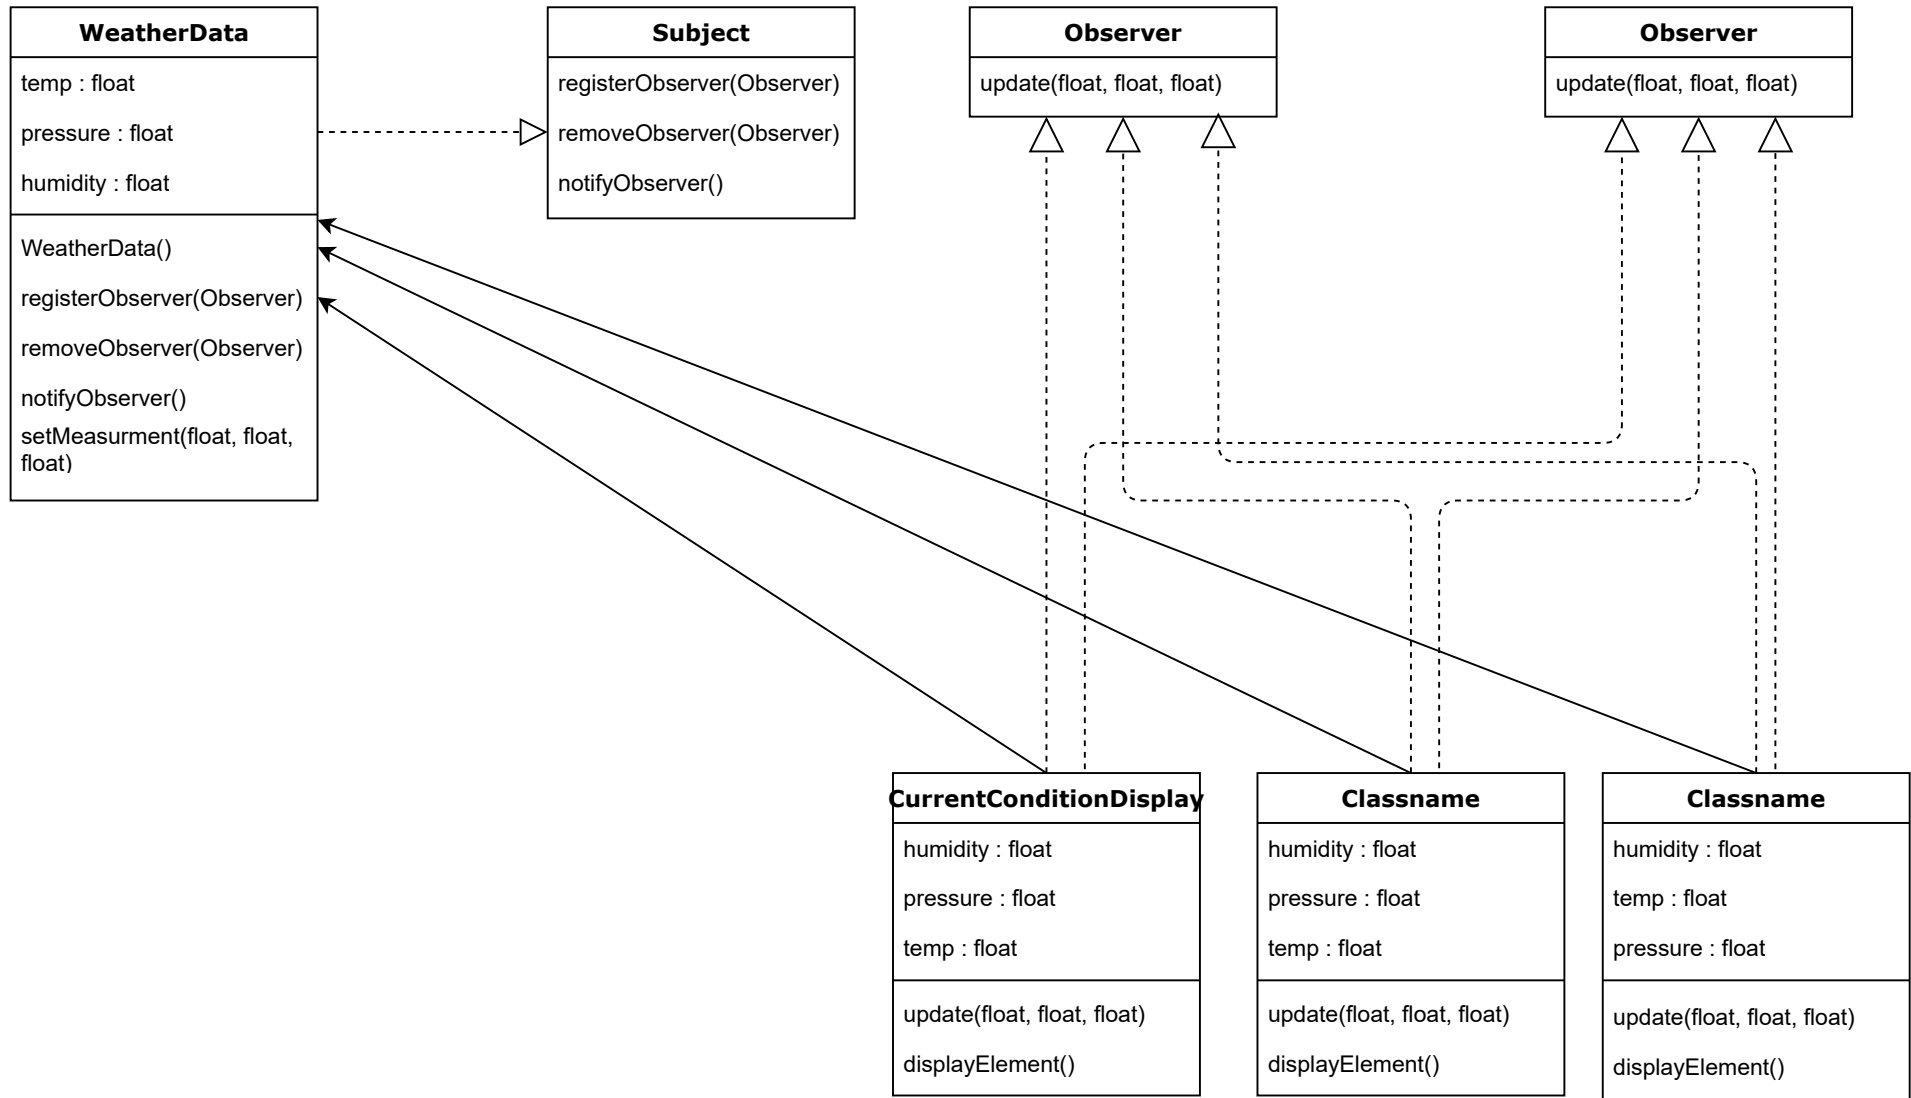 WeatherData
temp : float
pressure : float
humidity : float
WeatherData()
registerObserver(Observer)
removeObserver(Observer)
notifyObserver()
setMeasurment(float, float,
float)
Subject
registerObserver(Observer)
removeObserver(Observer)
notifyObserver()
Observer
update(float, float, float)
Observer
update(float, float, float)
CurrentConditionDisplay
humidity : float
pressure : float
temp : float
update(float, float, float)
displayElement()
Classname
humidity : float
pressure : float
temp : float
update(float, float, float)
displayElement()
Classname
humidity : float
temp : float
pressure : float
update(float, float, float)
displayElement()